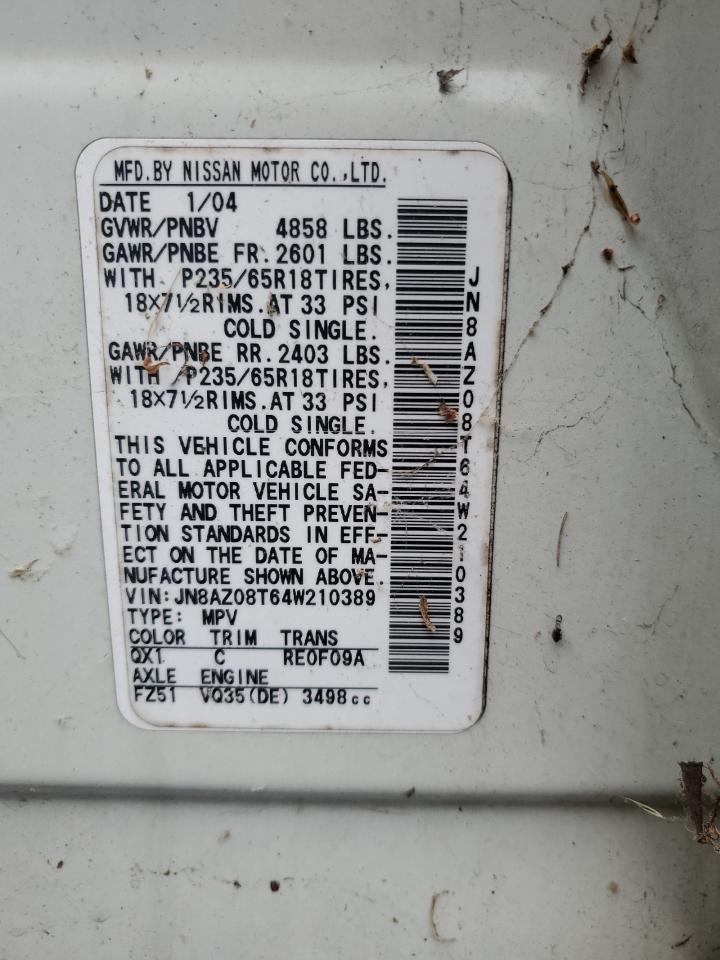 MFD.BY NISSAN MOTOR CO.,LTD.
DATE 1/04
GVWR/PNBV 4858 LBS.
GAWR/PNBE FR.2601 LBS.
WITH P235/65R18TIRES,
18X7½RIMS.AT 33 PSI
COLD SINGLE.
GAWR/PNBE RR.2403 LBS.
WITH P235/65R18TIRES,
18X7½RIMS.AT 33 PSI
COLD SINGLE.
THIS VEHICLE CONFORMS
TO ALL APPLICABLE FED-
ERAL MOTOR VEHICLE SA-
FETY AND THEFT PREVEN-
TION STANDARDS IN EFF-
ECT ON THE DATE OF MA-
NUFACTURE SHOWN ABOVE.
VIN:JN8AZ08T64W210389
TYPE: MPV
COLOR TRIM TRANS
QX1 C RE0F09A
AXLE ENGINE
FZ51 VQ35(DE) 3498cc
JN8AZ08T64W210389